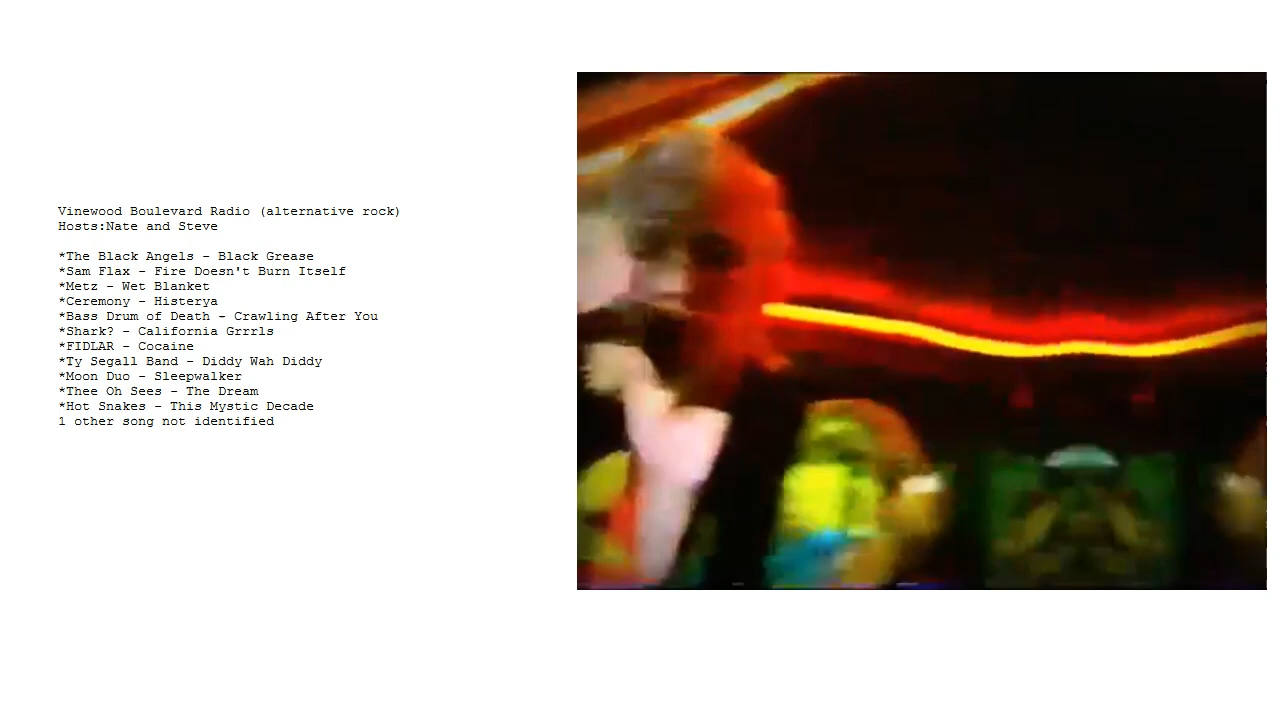 Vinewood Boulevard Radio (alternative rock)
Hosts:Nate and Steve
*The Black Angels - Black Grease
*Sam Flax - Fire Doesn't Burn Itself
*Metz - Wet Blanket
*Ceremony - Histerya
*Bass Drum of Death - Crawling After You
*Shark? - California Grrrls
*FIDLAR - Cocaine
*Ty Segall Band - Diddy Wah Diddy
*Moon Duo - Sleepwalker
*Thee Oh Sees - The Dream
*Hot Snakes - This Mystic Decade
1 other song not identified